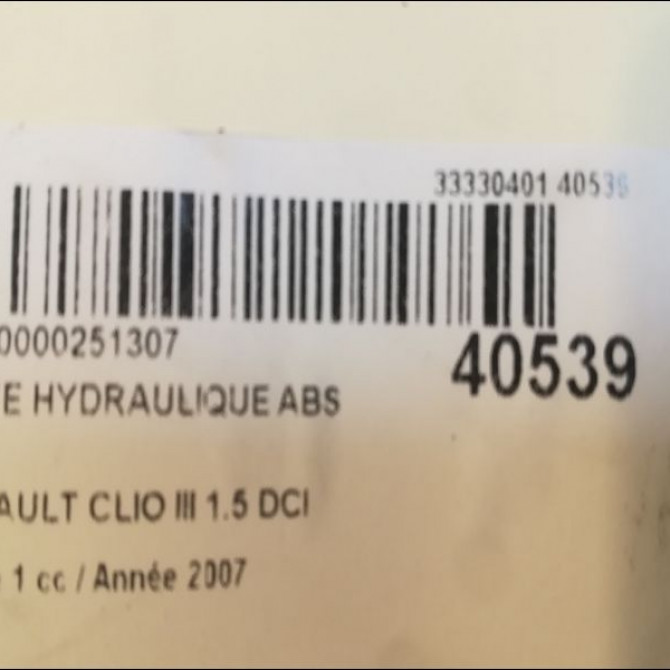 33330401 40539
0000251307
40539
E HYDRAULIQUE ABS
AULT CLIO III 1.5 DCI
1 cc / Année 2007